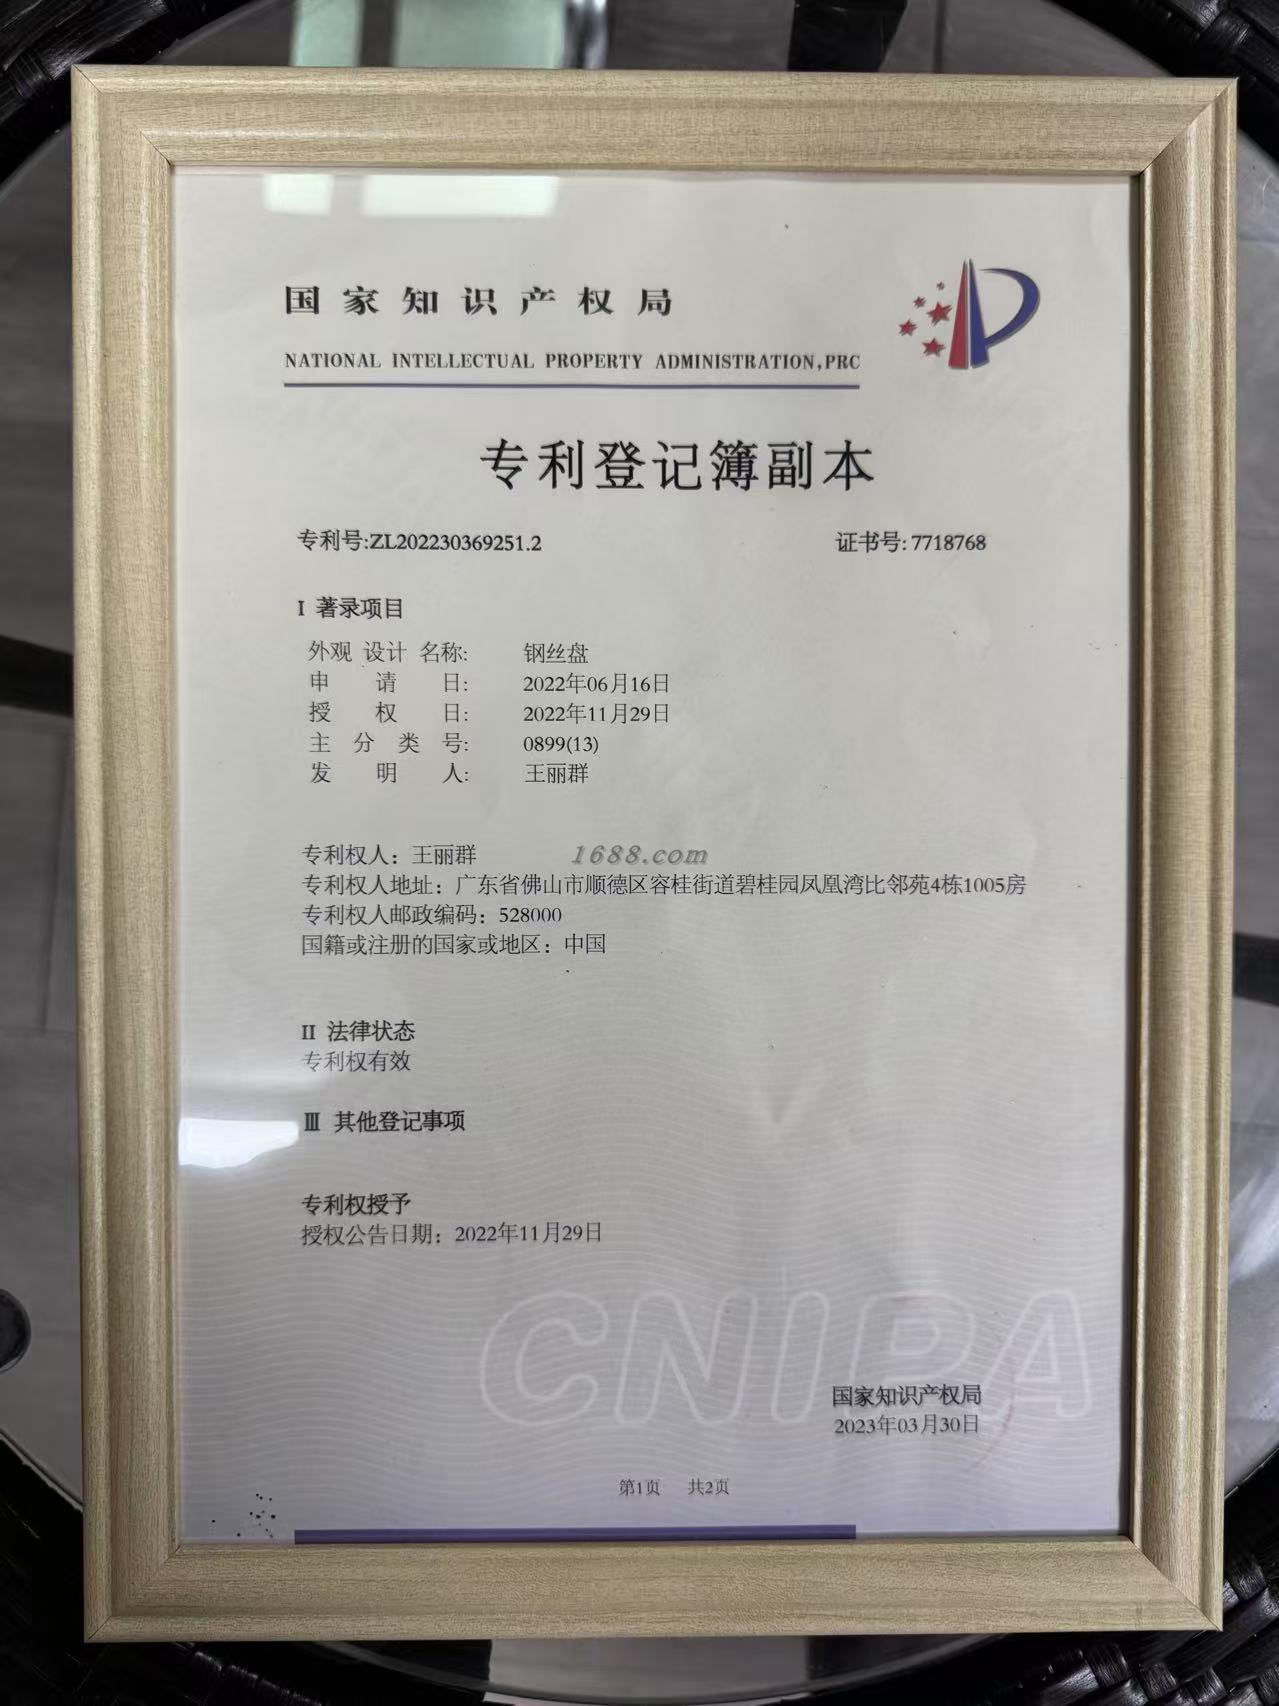 国家知识产权局
NATIONAL INTELLECTUAL PROPERTY ADMINISTRATION,PRC
专利登记簿副本
专利号:ZL202230369251.2 证书号:7718768
I 著录项目
外观 设计 名称: 钢丝盘
申请日: 2022年06月16日
授权日: 2022年11月29日
主分类号: 0899(13)
发明人: 王丽群
专利权人：王丽群
1688.com
专利权人地址：广东省佛山市顺德区容桂街道碧桂园凤凰湾比邻苑4栋1005房
专利权人邮政编码：528000
国籍或注册的国家或地区：中国
II 法律状态
专利权有效
Ⅲ 其他登记事项
专利权授予
授权公告日期：2022年11月29日
CNIPA
国家知识产权局
2023年03月30日
第1页 共2页